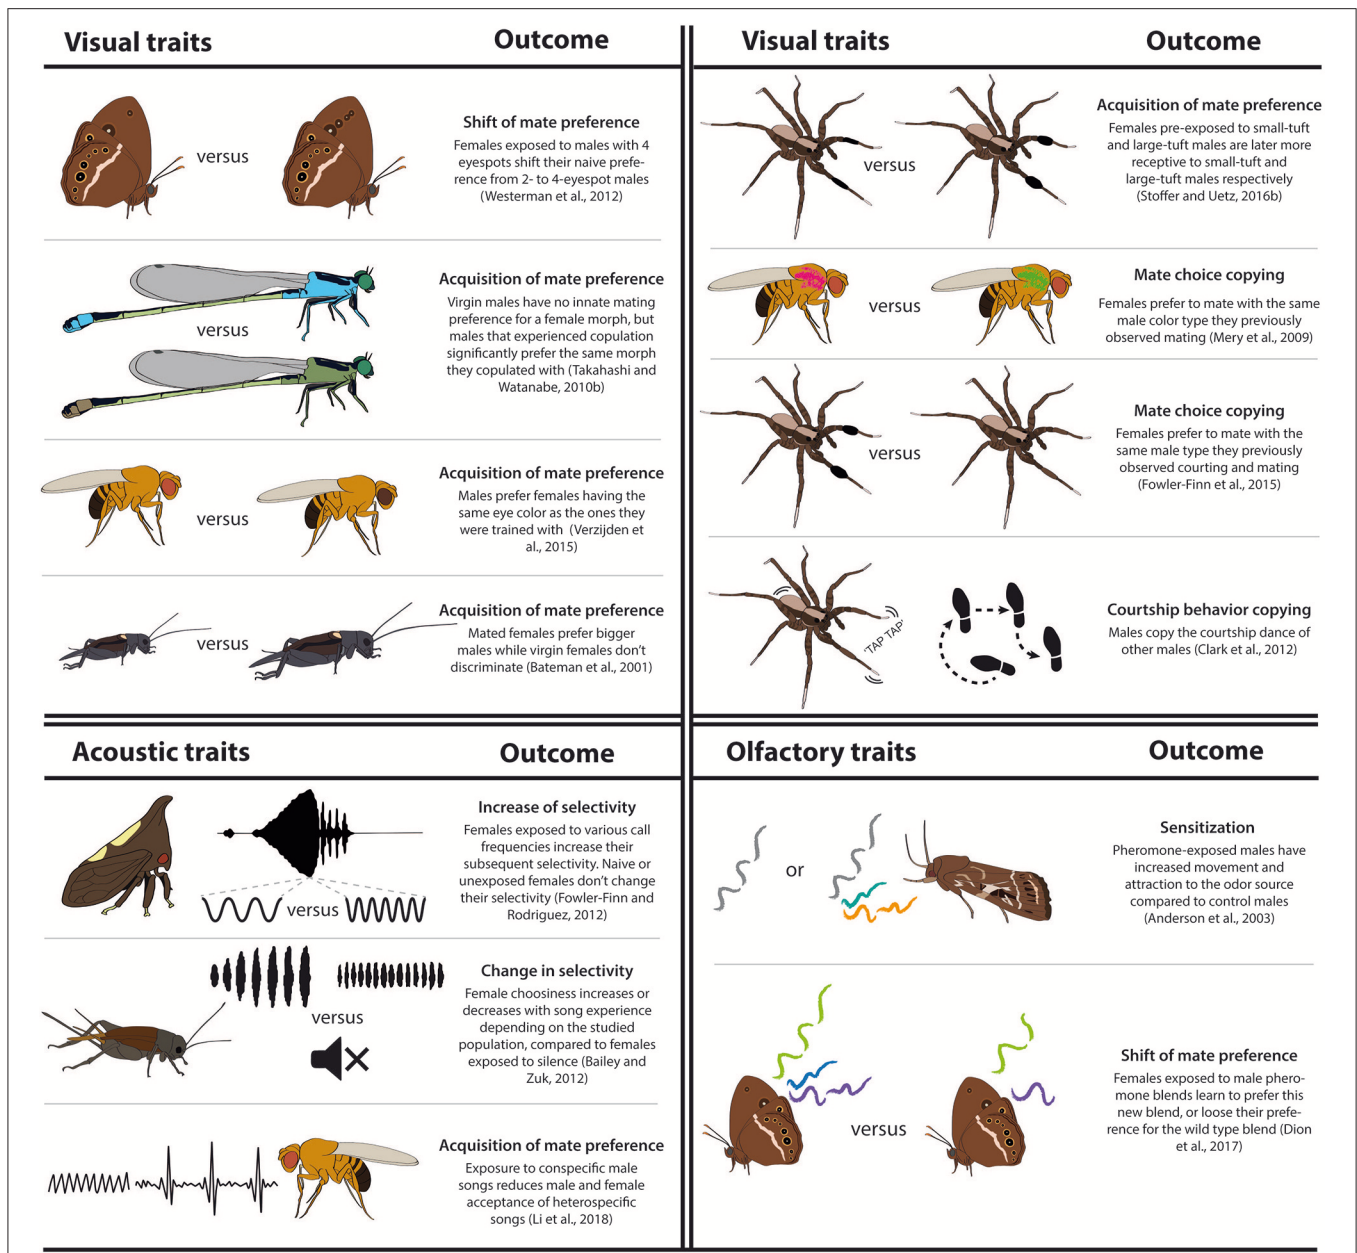 Visual traits
Outcome
versus
Shift of mate preference
Females exposed to males with 4
eyespots shift their naive prefe-
rence from 2- to 4-eyespot males
(Westerman et al., 2012)
versus
Acquisition of mate preference
Virgin males have no innate mating
preference for a female morph, but
males that experienced copulation
significantly prefer the same morph
they copulated with (Takahashi and
Watanabe, 2010b)
versus
Acquisition of mate preference
Males prefer females having the
same eye color as the ones they
were trained with (Verzijden et
al., 2015)
versus
Acquisition of mate preference
Mated females prefer bigger
males while virgin females don't
discriminate (Bateman et al., 2001)
Visual traits
Outcome
versus
Acquisition of mate preference
Females pre-exposed to small-tuft
and large-tuft males are later more
receptive to small-tuft and
large-tuft males respectively
(Stoffer and Uetz, 2016b)
versus
Mate choice copying
Females prefer to mate with the same
male color type they previously
observed mating (Mery et al., 2009)
versus
Mate choice copying
Females prefer to mate with the
same male type they previously
observed courting and mating
(Fowler-Finn et al., 2015)
'TAP TAP'
Courtship behavior copying
Males copy the courtship dance of
other males (Clark et al., 2012)
Acoustic traits
Outcome
versus
Increase of selectivity
Females exposed to various call
frequencies increase their
subsequent selectivity. Naive or
unexposed females don't change
their selectivity (Fowler-Finn and
Rodriguez, 2012)
versus
Change in selectivity
Female choosiness increases or
decreases with song experience
depending on the studied
population, compared to females
exposed to silence (Bailey and
Zuk, 2012)
Acquisition of mate preference
Exposure to conspecific male
songs reduces male and female
acceptance of heterospecific
songs (Li et al., 2018)
Olfactory traits
Outcome
or
Sensitization
Pheromone-exposed males have
increased movement and
attraction to the odor source
compared to control males
(Anderson et al., 2003)
versus
Shift of mate preference
Females exposed to male phero-
mone blends learn to prefer this
new blend, or loose their prefe-
rence for the wild type blend (Dion
et al., 2017)